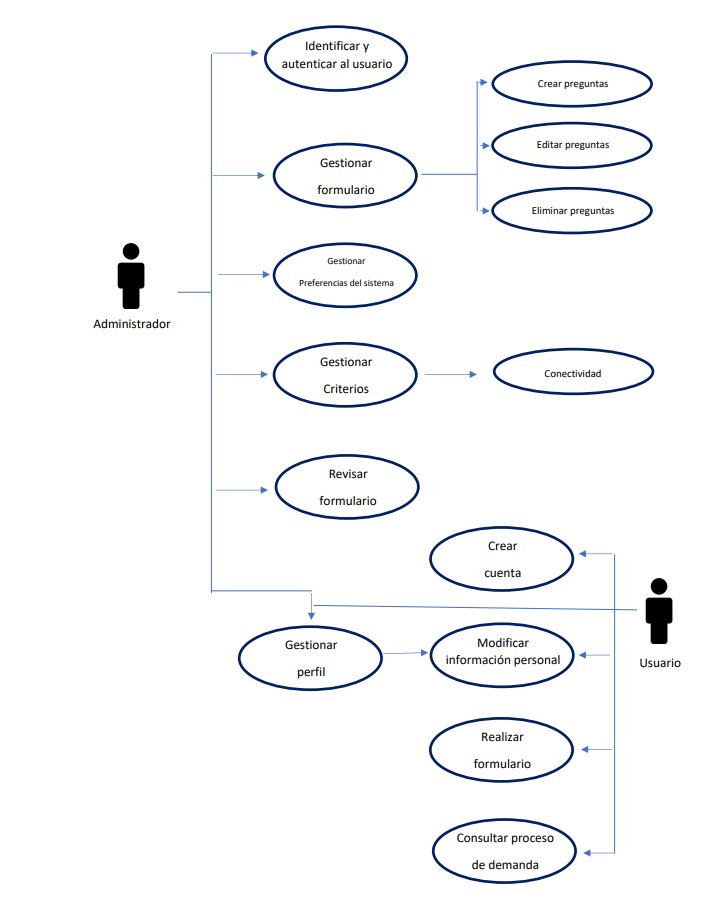 Identificar y
autenticar al usuario
Crear preguntas
Editar preguntas
Gestionar
formulario
Eliminar preguntas
Gestionar
Preferencias del sistema
Administrador
Gestionar
Criterios
Conectividad
Revisar
formulario
Crear
cuenta
Gestionar
perfil
Modificar
información personal
Usuario
Realizar
formulario
Consultar proceso
de demanda